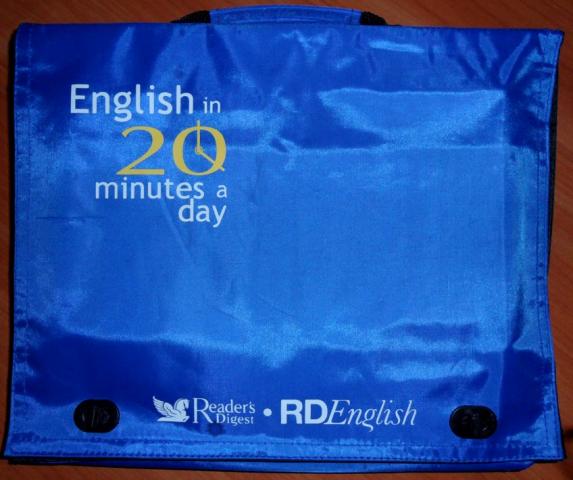 English in
20
minutes a
day
Reader's Digest • RDEnglish